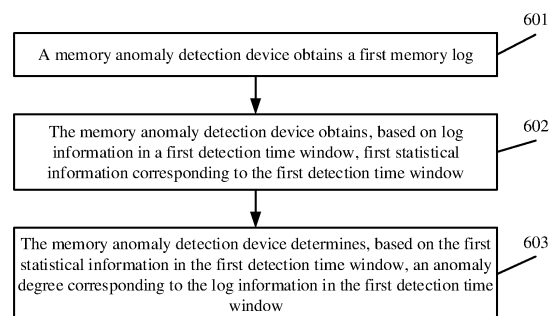 601
A memory anomaly detection device obtains a first memory log
602
The memory anomaly detection device obtains, based on log
information in a first detection time window, first statistical
information corresponding to the first detection time window
603
The memory anomaly detection device determines, based on the first
statistical information in the first detection time window, an anomaly
degree corresponding to the log information in the first detection time
window